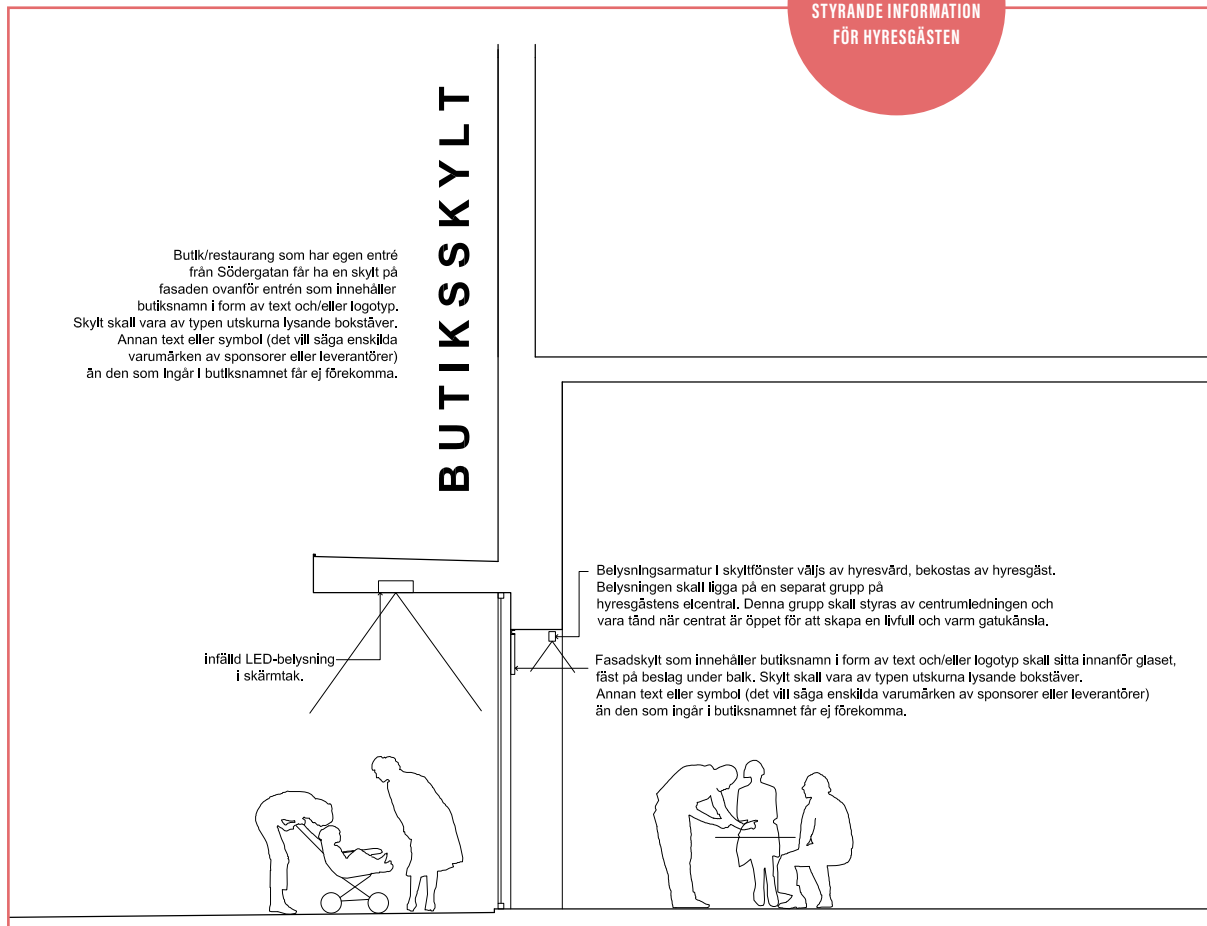 STYRANDE INFORMATION
FÖR HYRESGÄSTEN
BUTIKSSKYLT
Butik/restaurang som har egen entré
från Södergatan får ha en skylt på
fasaden ovanför entrén som innehåller
butiksnamn i form av text och/eller logotyp.
Skylt skall vara av typen utskurna lysande bokstäver.
Annan text eller symbol (det vill säga enskilda
varumärken av sponsorer eller leverantörer)
än den som ingår i butiksnamnet får ej förekomma.
Belysningsarmatur i skyltfönster väljs av hyresvärd, bekostas av hyresgäst.
Belysningen skall ligga på en separat grupp på
hyresgästens elcentral. Denna grupp skall styras av centrumledningen och
vara tänd när centrat är öppet för att skapa en livfull och varm gatukänsla.
infälld LED-belysning
i skärmtak.
Fasadskylt som innehåller butiksnamn i form av text och/eller logotyp skall sitta innanför glaset,
fäst på beslag under balk. Skylt skall vara av typen utskurna lysande bokstäver.
Annan text eller symbol (det vill säga enskilda varumärken av sponsorer eller leverantörer)
än den som ingår i butiksnamnet får ej förekomma.